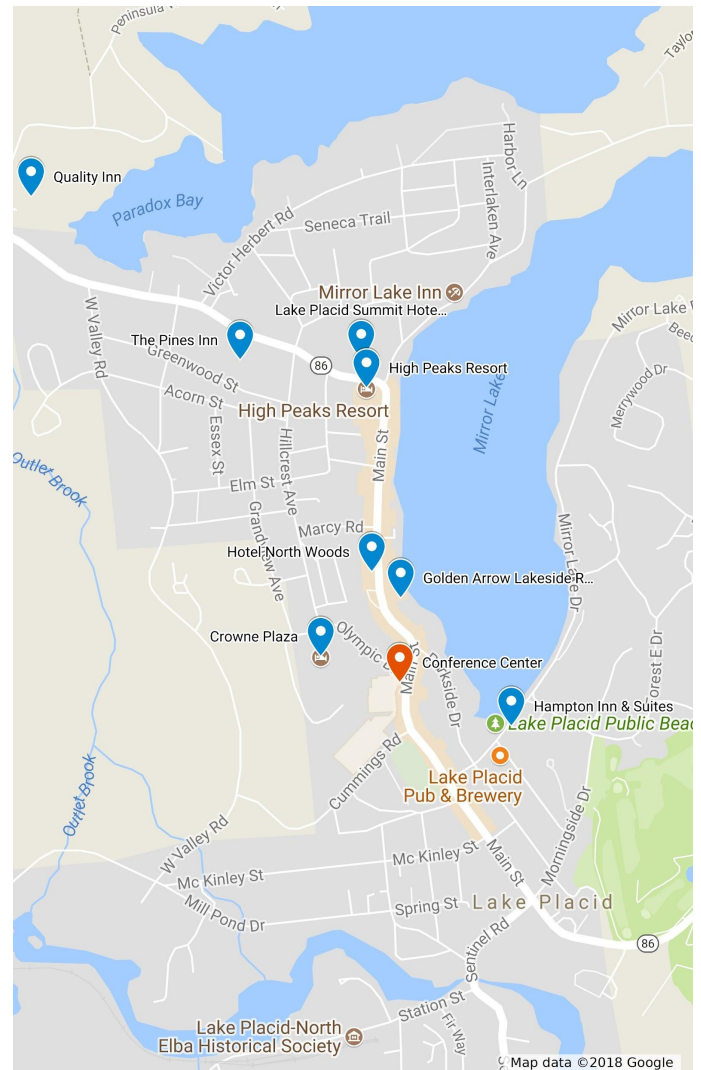 Peninsula W
Taylo
Harbor Ln
Interlaken Ave
Quality Inn
Paradox Bay
Victor Herbert Rd
Seneca Trail
Mirror Lake Inn
Lake Placid Summit Hote...
W Valley Rd
The Pines Inn
Greenwood St
86
High Peaks Resort
Mirror Lake
Beec
Merrywood Dr
Acorn St
High Peaks Resort
Main St
Mirror Lake
Essex St
Hillcrest Ave
Outlet Brook
Elm St
Grandview Ave
Marcy Rd
Hotel North Woods
Golden Arrow Lakeside R...
Mirror Lake Dr
Crowne Plaza
Olympic D
Conference Center
Main St
Parkside Dr
Forest E Dr
Hampton Inn & Suites
Lake Placid Public Beac
Lake Placid
Pub & Brewery
Cummings Rd
Outlet Brook
W Valley Rd
Mc Kinley St
Main St
Morningside Dr
Mc Kinley St
Mill Pond Dr
Spring St
Lake Placid
Sentinel Rd
86
Station St
Fir Way
Lake Placid-North
Elba Historical Society
Map data ©2018 Google